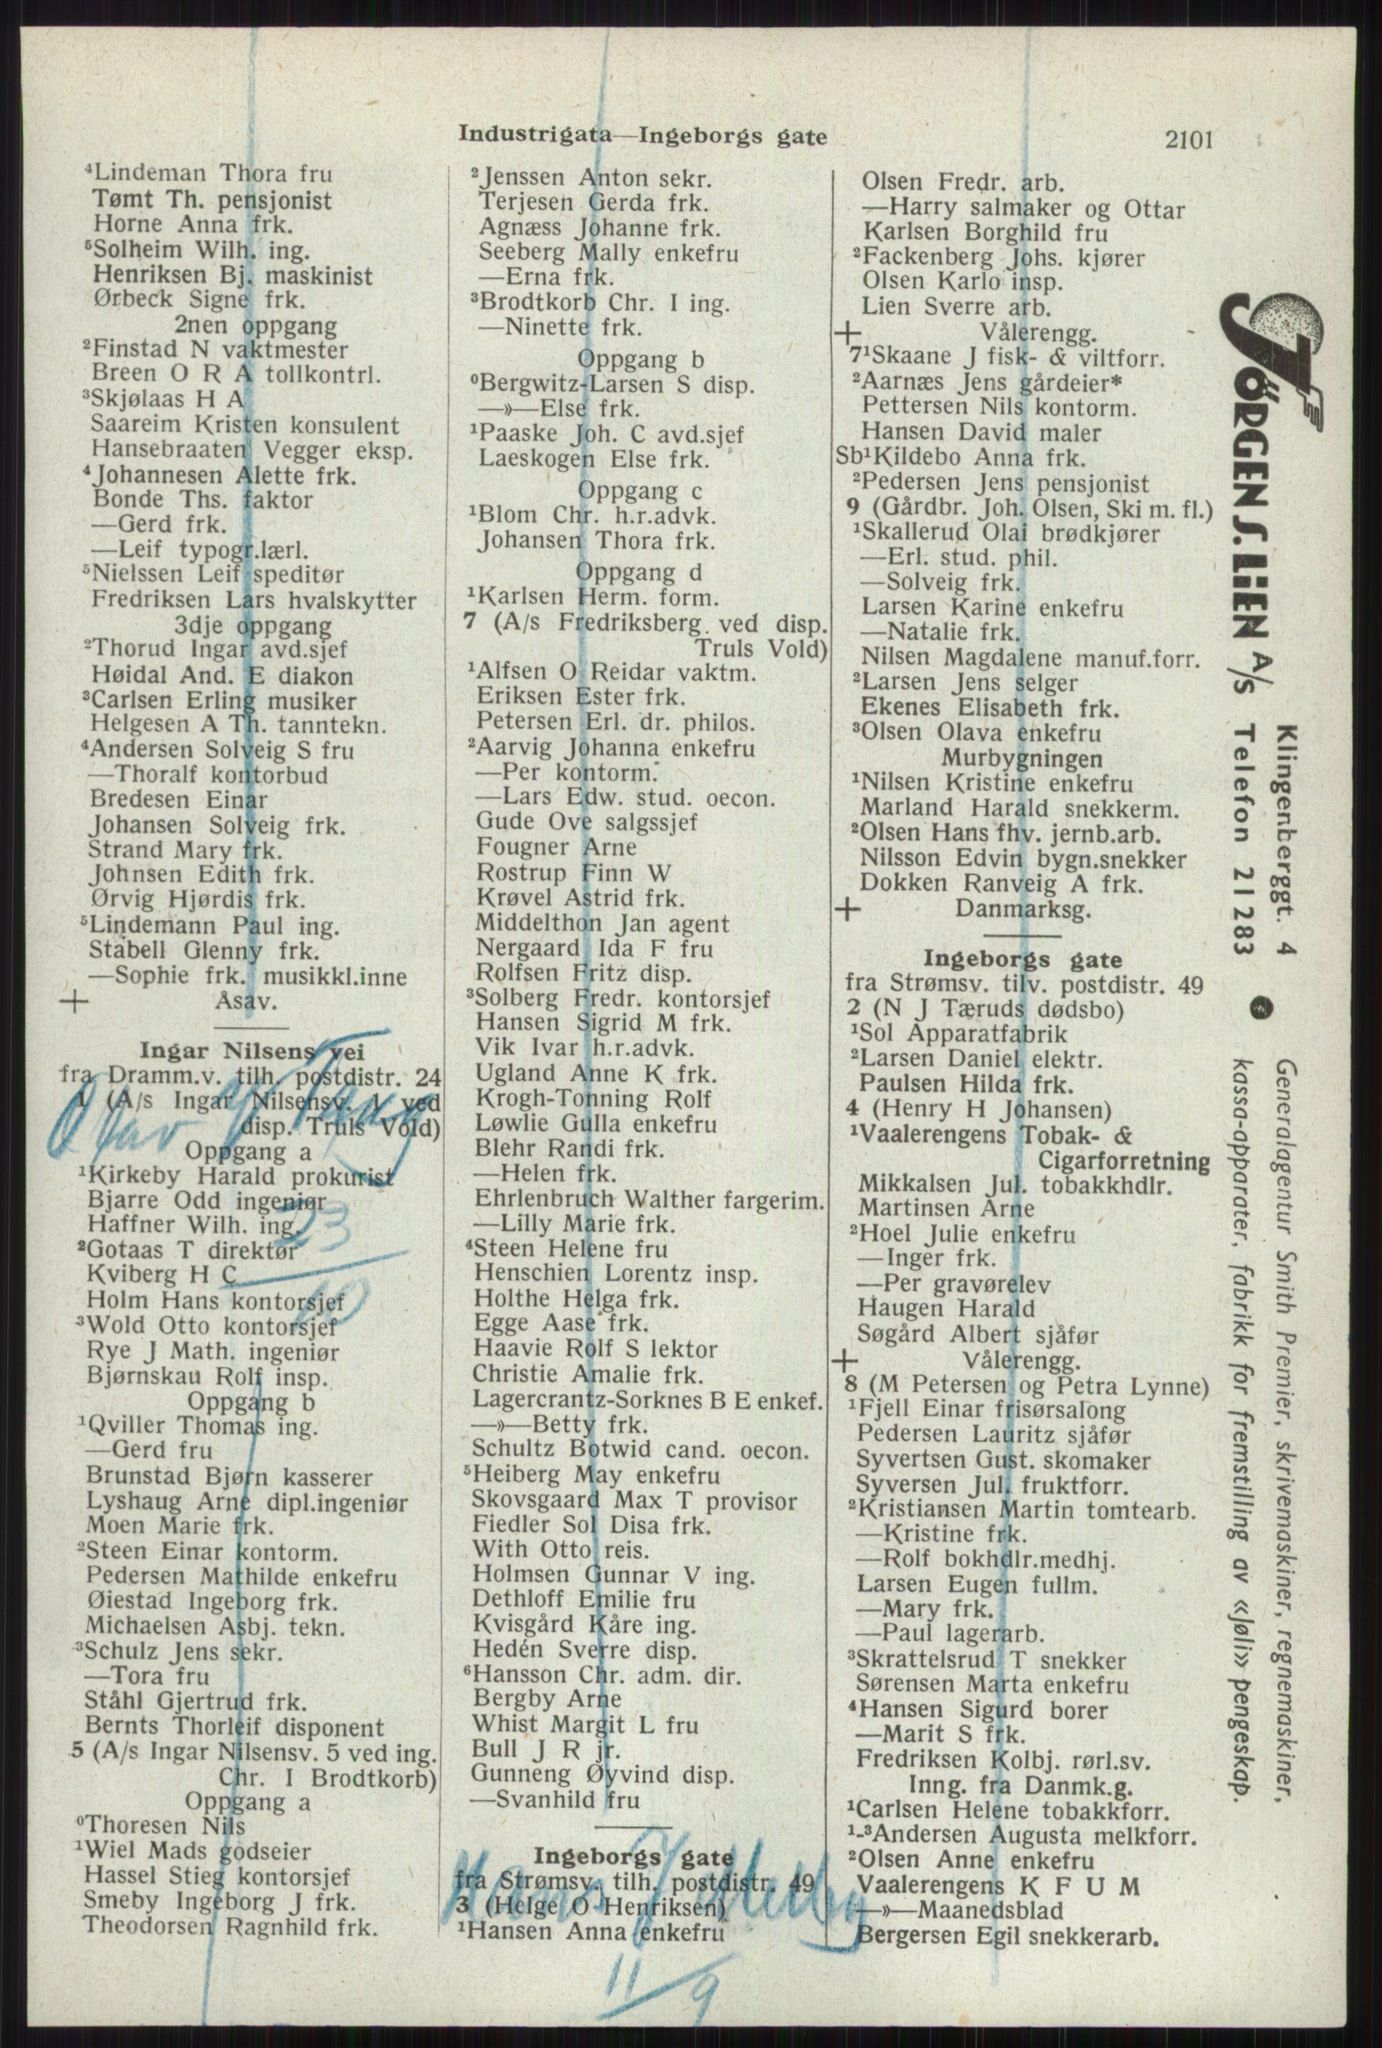 Industrigata—Ingeborgs gate
2101
⁴Lindeman Thora fru
Tømt Th. pensjonist
Horne Anna frk.
⁵Solheim Wilh. ing.
Henriksen Bj. maskinist
Ørbeck Signe frk.
2nen oppgang
²Finstad N vaktmester
Breen O R A tollkontrl.
³Skjølaas H A
Saareim Kristen konsulent
Hansebraaten Vegger eksp.
⁴Johannesen Alette frk.
Bonde Ths. faktor
—Gerd frk.
—Leif typogr.lærl.
⁵Nielssen Leif speditør
Fredriksen Lars hvalskytter
3dje oppgang
²Thorud Ingar avd.sjef
Høidal And. E diakon
³Carlsen Erling musiker
Helgesen A Th. tanntekn.
⁴Andersen Solveig S fru
—Thoralf kontorbud
Bredesen Einar
Johansen Solveig frk.
Strand Mary frk.
Johnsen Edith frk.
Ørvig Hjørdis frk.
⁵Lindemann Paul ing.
Stabell Glenny frk.
—Sophie frk. musikkl.inne
+ Asav.
Ingar Nilsens vei
fra Dramm.v. tilh. postdistr. 24
1 (A/s Ingar Nilsensv. 1 ved
disp. Truls Vold)
Oppgang a
¹Kirkeby Harald prokurist
Bjarre Odd ingeniør
Haffner Wilh. ing.
23
²Gotaas T direktør
Kviberg H C
10
Holm Hans kontorsjef
³Wold Otto kontorsjef
Rye J Math. ingeniør
Bjørnskau Rolf insp.
Oppgang b
¹Qviller Thomas ing.
—Gerd fru
Brunstad Bjørn kasserer
Lyshaug Arne dipl.ingeniør
Moen Marie frk.
²Steen Einar kontorm.
Pedersen Mathilde enkefru
Øiestad Ingeborg frk.
Michaelsen Asbj. tekn.
³Schulz Jens sekr.
—Tora fru
Ståhl Gjertrud frk.
Bernts Thorleif disponent
5 (A/s Ingar Nilsensv. 5 ved ing.
Chr. I Brodtkorb)
Oppgang a
⁰Thoresen Nils
¹Wiel Mads godseier
Hassel Stieg kontorsjef
Smeby Ingeborg J frk.
Theodorsen Ragnhild frk.
²Jenssen Anton sekr.
Terjesen Gerda frk.
Agnæss Johanne frk.
Seeberg Mally enkefru
—Erna frk.
³Brodtkorb Chr. I ing.
—Ninette frk.
Oppgang b
⁰Bergwitz-Larsen S disp.
—»—Else frk.
¹Paaske Joh. C avd.sjef
Laeskogen Else frk.
Oppgang c
¹Blom Chr. h.r.advk.
Johansen Thora frk.
Oppgang d
¹Karlsen Herm. form.
7 (A/s Fredriksberg ved disp.
Truls Vold)
¹Alfsen O Reidar vaktm.
Eriksen Ester frk.
Petersen Erl. dr. philos.
²Aarvig Johanna enkefru
—Per kontorm.
—Lars Edw. stud. oecon.
Gude Ove salgssjef
Fougner Arne
Rostrup Finn W
Krøvel Astrid frk.
Middelthon Jan agent
Nergaard Ida F fru
Rolfsen Fritz disp.
³Solberg Fredr. kontorsjef
Hansen Sigrid M frk.
Vik Ivar h.r.advk.
Ugland Anne K frk.
Krogh-Tonning Rolf
Løwlie Gulla enkefru
Blehr Randi frk.
—Helen frk.
Ehrlenbruch Walther fargerim.
—Lilly Marie frk.
⁴Steen Helene fru
Henschien Lorentz insp.
Holthe Helga frk.
Egge Aase frk.
Haavie Rolf S lektor
Christie Amalie frk.
Lagercrantz-Sorknes B E enkef.
—»—Betty frk.
Schultz Botwid cand. oecon.
⁵Heiberg May enkefru
Skovsgaard Max T provisor
Fiedler Sol Disa frk.
With Otto reis.
Holmsen Gunnar V ing.
Dethloff Emilie fru
Kvisgård Kåre ing.
Hedén Sverre disp.
⁶Hansson Chr. adm. dir.
Bergby Arne
Whist Margit L fru
Bull J R jr.
Gunneng Øyvind disp.
—Svanhild fru
Ingeborgs gate
fra Strømsv. tilh. postdistr. 49
3 (Helge O Henriksen)
¹Hansen Anna enkefru
11/9
Olsen Fredr. arb.
—Harry salmaker og Ottar
Karlsen Borghild fru
²Fackenberg Johs. kjører
Olsen Karlo insp.
Lien Sverre arb.
+ Vålerengg.
7¹Skaane J fisk- & viltforr.
²Aarnæs Jens gårdeier*
Pettersen Nils kontorm.
Hansen David maler
Sb¹Kildebo Anna frk.
²Pedersen Jens pensjonist
9 (Gårdbr. Joh. Olsen, Ski m. fl.)
¹Skallerud Olai brødkjører
—Erl. stud. phil.
—Solveig frk.
Larsen Karine enkefru
—Natalie frk.
Nilsen Magdalene manuf.forr.
²Larsen Jens selger
Ekenes Elisabeth frk.
³Olsen Olava enkefru
Murbygningen
¹Nilsen Kristine enkefru
Marland Harald snekkerm.
²Olsen Hans fhv. jernb.arb.
Nilsson Edvin bygn.snekker
Dokken Ranveig A frk.
+ Danmarksg.
Ingeborgs gate
fra Strømsv. tilv. postdistr. 49
2 (N J Tæruds dødsbo)
¹Sol Apparatfabrik
²Larsen Daniel elektr.
Paulsen Hilda frk.
4 (Henry H Johansen)
¹Vaalerengens Tobak- &
Cigarforretning
Mikkalsen Jul. tobakkhdlr.
Martinsen Arne
²Hoel Julie enkefru
—Inger frk.
—Per gravørelev
Haugen Harald
Søgård Albert sjåfør
+ Vålerengg.
8 (M Petersen og Petra Lynne)
¹Fjell Einar frisørsalong
Pedersen Lauritz sjåfør
Syvertsen Gust. skomaker
Syversen Jul. fruktforr.
²Kristiansen Martin tomtearb.
—Kristine frk.
—Rolf bokhdlr.medhj.
Larsen Eugen fullm.
—Mary frk.
—Paul lagerarb.
³Skrattelsrud T snekker
Sørensen Marta enkefru
⁴Hansen Sigurd borer
—Marit S frk.
Fredriksen Kolbj. rørl.sv.
Inng. fra Danmk.g.
¹Carlsen Helene tobakkforr.
¹-³Andersen Augusta melkforr.
²Olsen Anne enkefru
Vaalerengens K F U M
—»—Maanedsblad
Bergersen Egil snekkerarb.
JÖRGEN S. LIEN A/S
Klingenberggt. 4
Telefon 21283
Generalagentur Smith Premier, skrivemaskiner, regnemaskiner,
kassa-apparater, fabrikk for fremstilling av «Jøli» pengeskap.